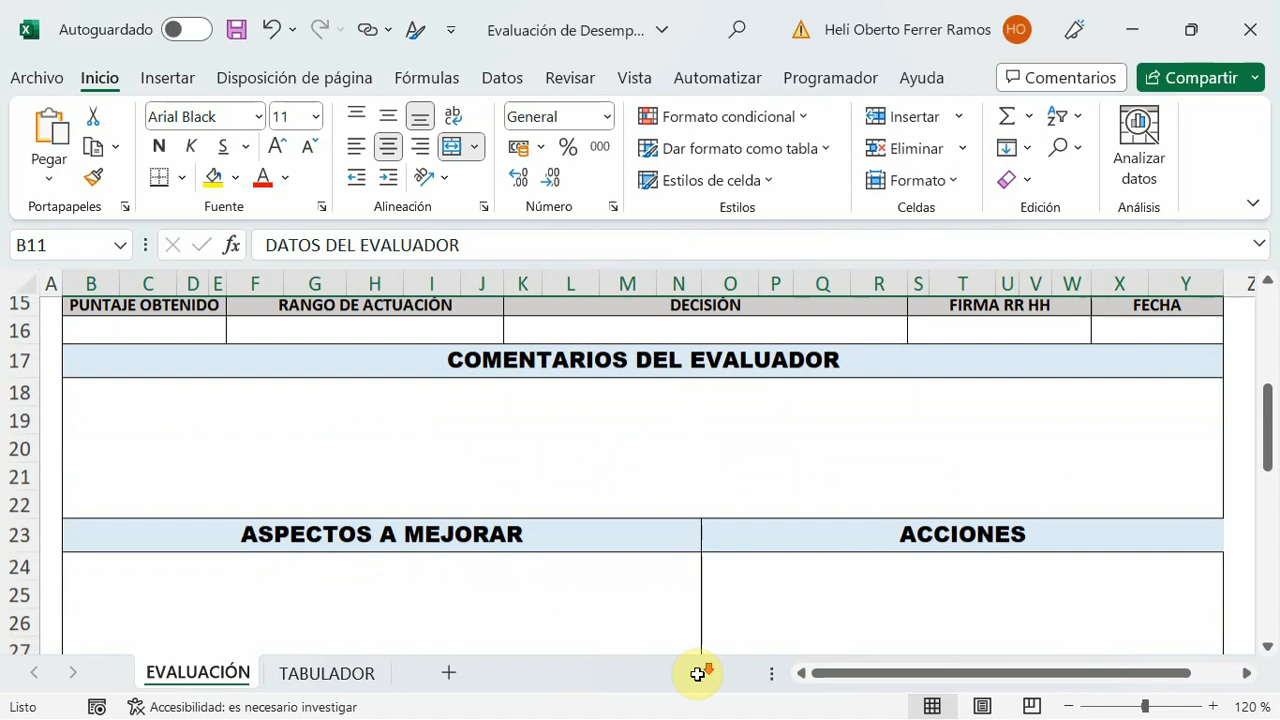 Autoguardado
Evaluación de Desemp...
Heli Oberto Ferrer Ramos
HO
Archivo
Inicio
Insertar
Disposición de página
Fórmulas
Datos
Revisar
Vista
Automatizar
Programador
Ayuda
Comentarios
Compartir
Pegar
Portapapeles
Arial Black
11
N K S A A
Fuente
Alineación
General
% 000
Número
Formato condicional
Dar formato como tabla
Estilos de celda
Estilos
Insertar
Eliminar
Formato
Celdas
Edición
Analizar
datos
Análisis
B11
fx
DATOS DEL EVALUADOR
A B C D E F G H I J K L M N O P Q R S T U V W X Y Z
15 PUNTAJE OBTENIDO RANGO DE ACTUACIÓN DECISIÓN FIRMA RR HH FECHA
16
17 COMENTARIOS DEL EVALUADOR
18
19
20
21
22
23 ASPECTOS A MEJORAR ACCIONES
24
25
26
27
EVALUACIÓN
TABULADOR
Listo
Accesibilidad: es necesario investigar
120 %